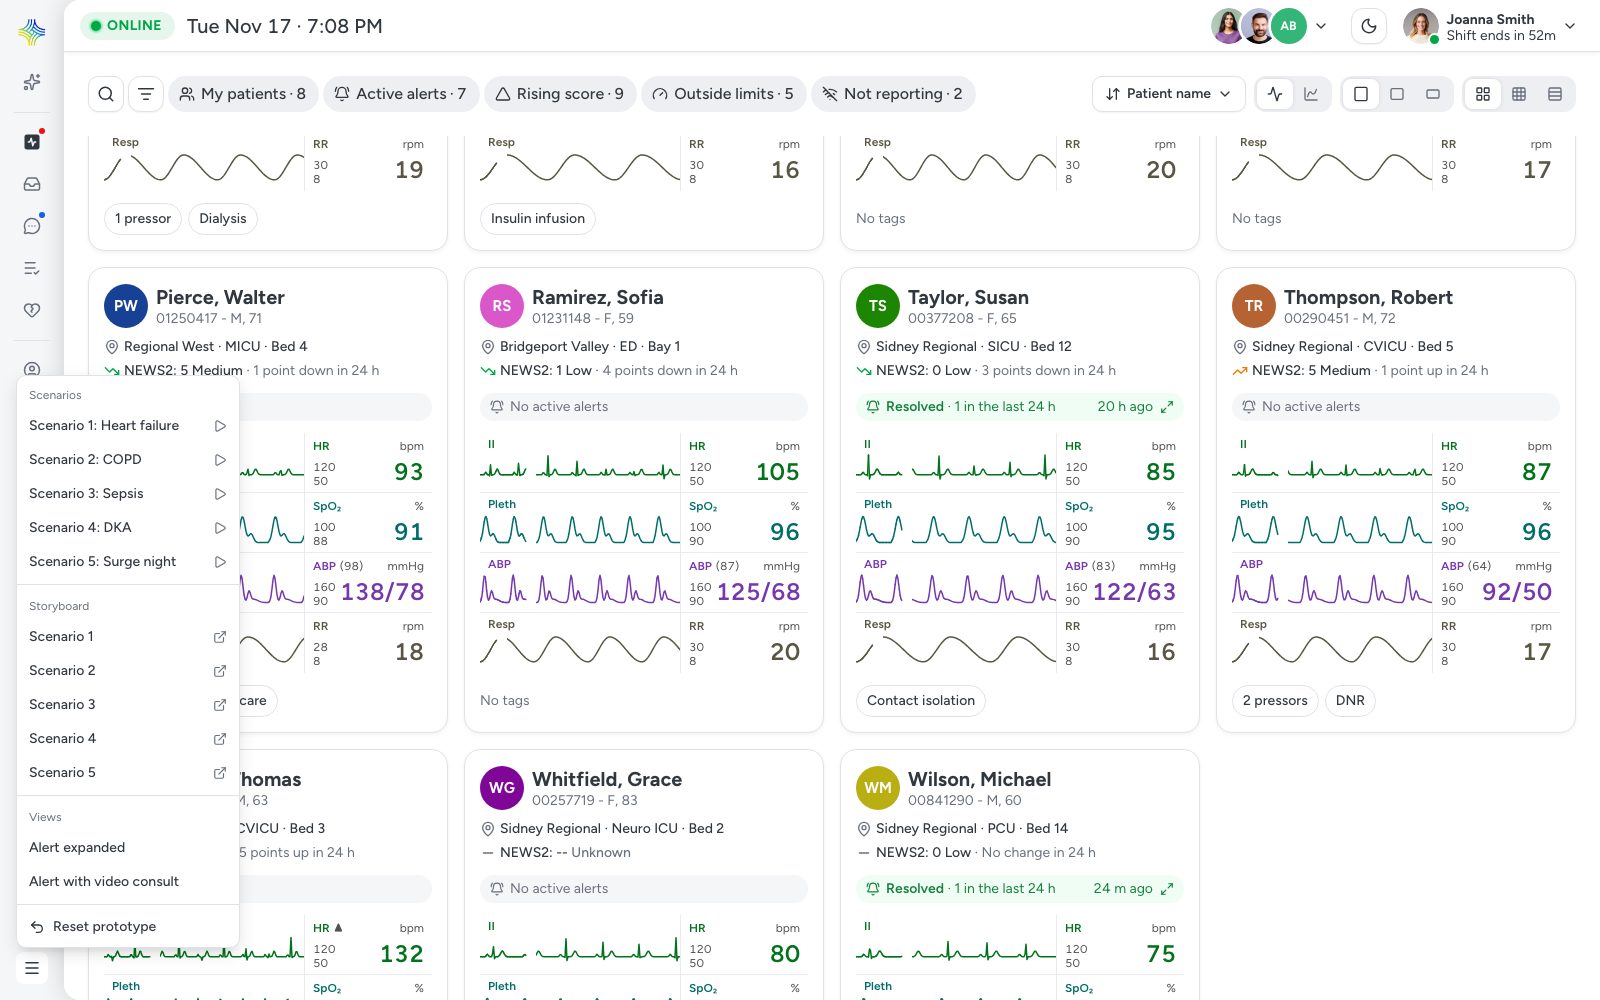 ONLINE
Tue Nov 17 · 7:08 PM
AB
Joanna Smith
Shift ends in 52m
My patients · 8
Active alerts · 7
Rising score · 9
Outside limits · 5
Not reporting · 2
Patient name
Resp
RR
rpm
30
8
19
1 pressor
Dialysis
Resp
RR
rpm
30
8
16
Insulin infusion
Resp
RR
rpm
30
8
20
No tags
Resp
RR
rpm
30
8
17
No tags
PW
Pierce, Walter
01250417 - M, 71
Regional West · MICU · Bed 4
NEWS2: 5 Medium · 1 point down in 24 h
HR
bpm
120
50
93
SpO₂
%
100
88
91
ABP (98)
mmHg
160
90
138/78
RR
rpm
28
8
18
care
RS
Ramirez, Sofia
01231148 - F, 59
Bridgeport Valley · ED · Bay 1
NEWS2: 1 Low · 4 points down in 24 h
No active alerts
II
HR
bpm
120
50
105
Pleth
SpO₂
%
100
90
96
ABP
ABP (87)
mmHg
160
90
125/68
Resp
RR
rpm
30
8
20
No tags
TS
Taylor, Susan
00377208 - F, 65
Sidney Regional · SICU · Bed 12
NEWS2: 0 Low · 3 points down in 24 h
Resolved · 1 in the last 24 h
20 h ago
II
HR
bpm
120
50
85
Pleth
SpO₂
%
100
90
95
ABP
ABP (83)
mmHg
160
90
122/63
Resp
RR
rpm
30
8
16
Contact isolation
TR
Thompson, Robert
00290451 - M, 72
Sidney Regional · CVICU · Bed 5
NEWS2: 5 Medium · 1 point up in 24 h
No active alerts
II
HR
bpm
120
50
87
Pleth
SpO₂
%
100
90
96
ABP
ABP (64)
mmHg
160
90
92/50
Resp
RR
rpm
30
8
17
2 pressors
DNR
Scenarios
Scenario 1: Heart failure
Scenario 2: COPD
Scenario 3: Sepsis
Scenario 4: DKA
Scenario 5: Surge night
Storyboard
Scenario 1
Scenario 2
Scenario 3
Scenario 4
Scenario 5
Views
Alert expanded
Alert with video consult
Reset prototype
M, 63
CVICU · Bed 3
5 points up in 24 h
HR
bpm
120
50
132
Pleth
SpO₂
%
WG
Whitfield, Grace
00257719 - F, 83
Sidney Regional · Neuro ICU · Bed 2
NEWS2: -- Unknown
No active alerts
II
HR
bpm
120
50
80
Pleth
SpO₂
%
WM
Wilson, Michael
00841290 - M, 60
Sidney Regional · PCU · Bed 14
NEWS2: 0 Low · No change in 24 h
Resolved · 1 in the last 24 h
24 m ago
II
HR
bpm
120
50
75
Pleth
SpO₂
%